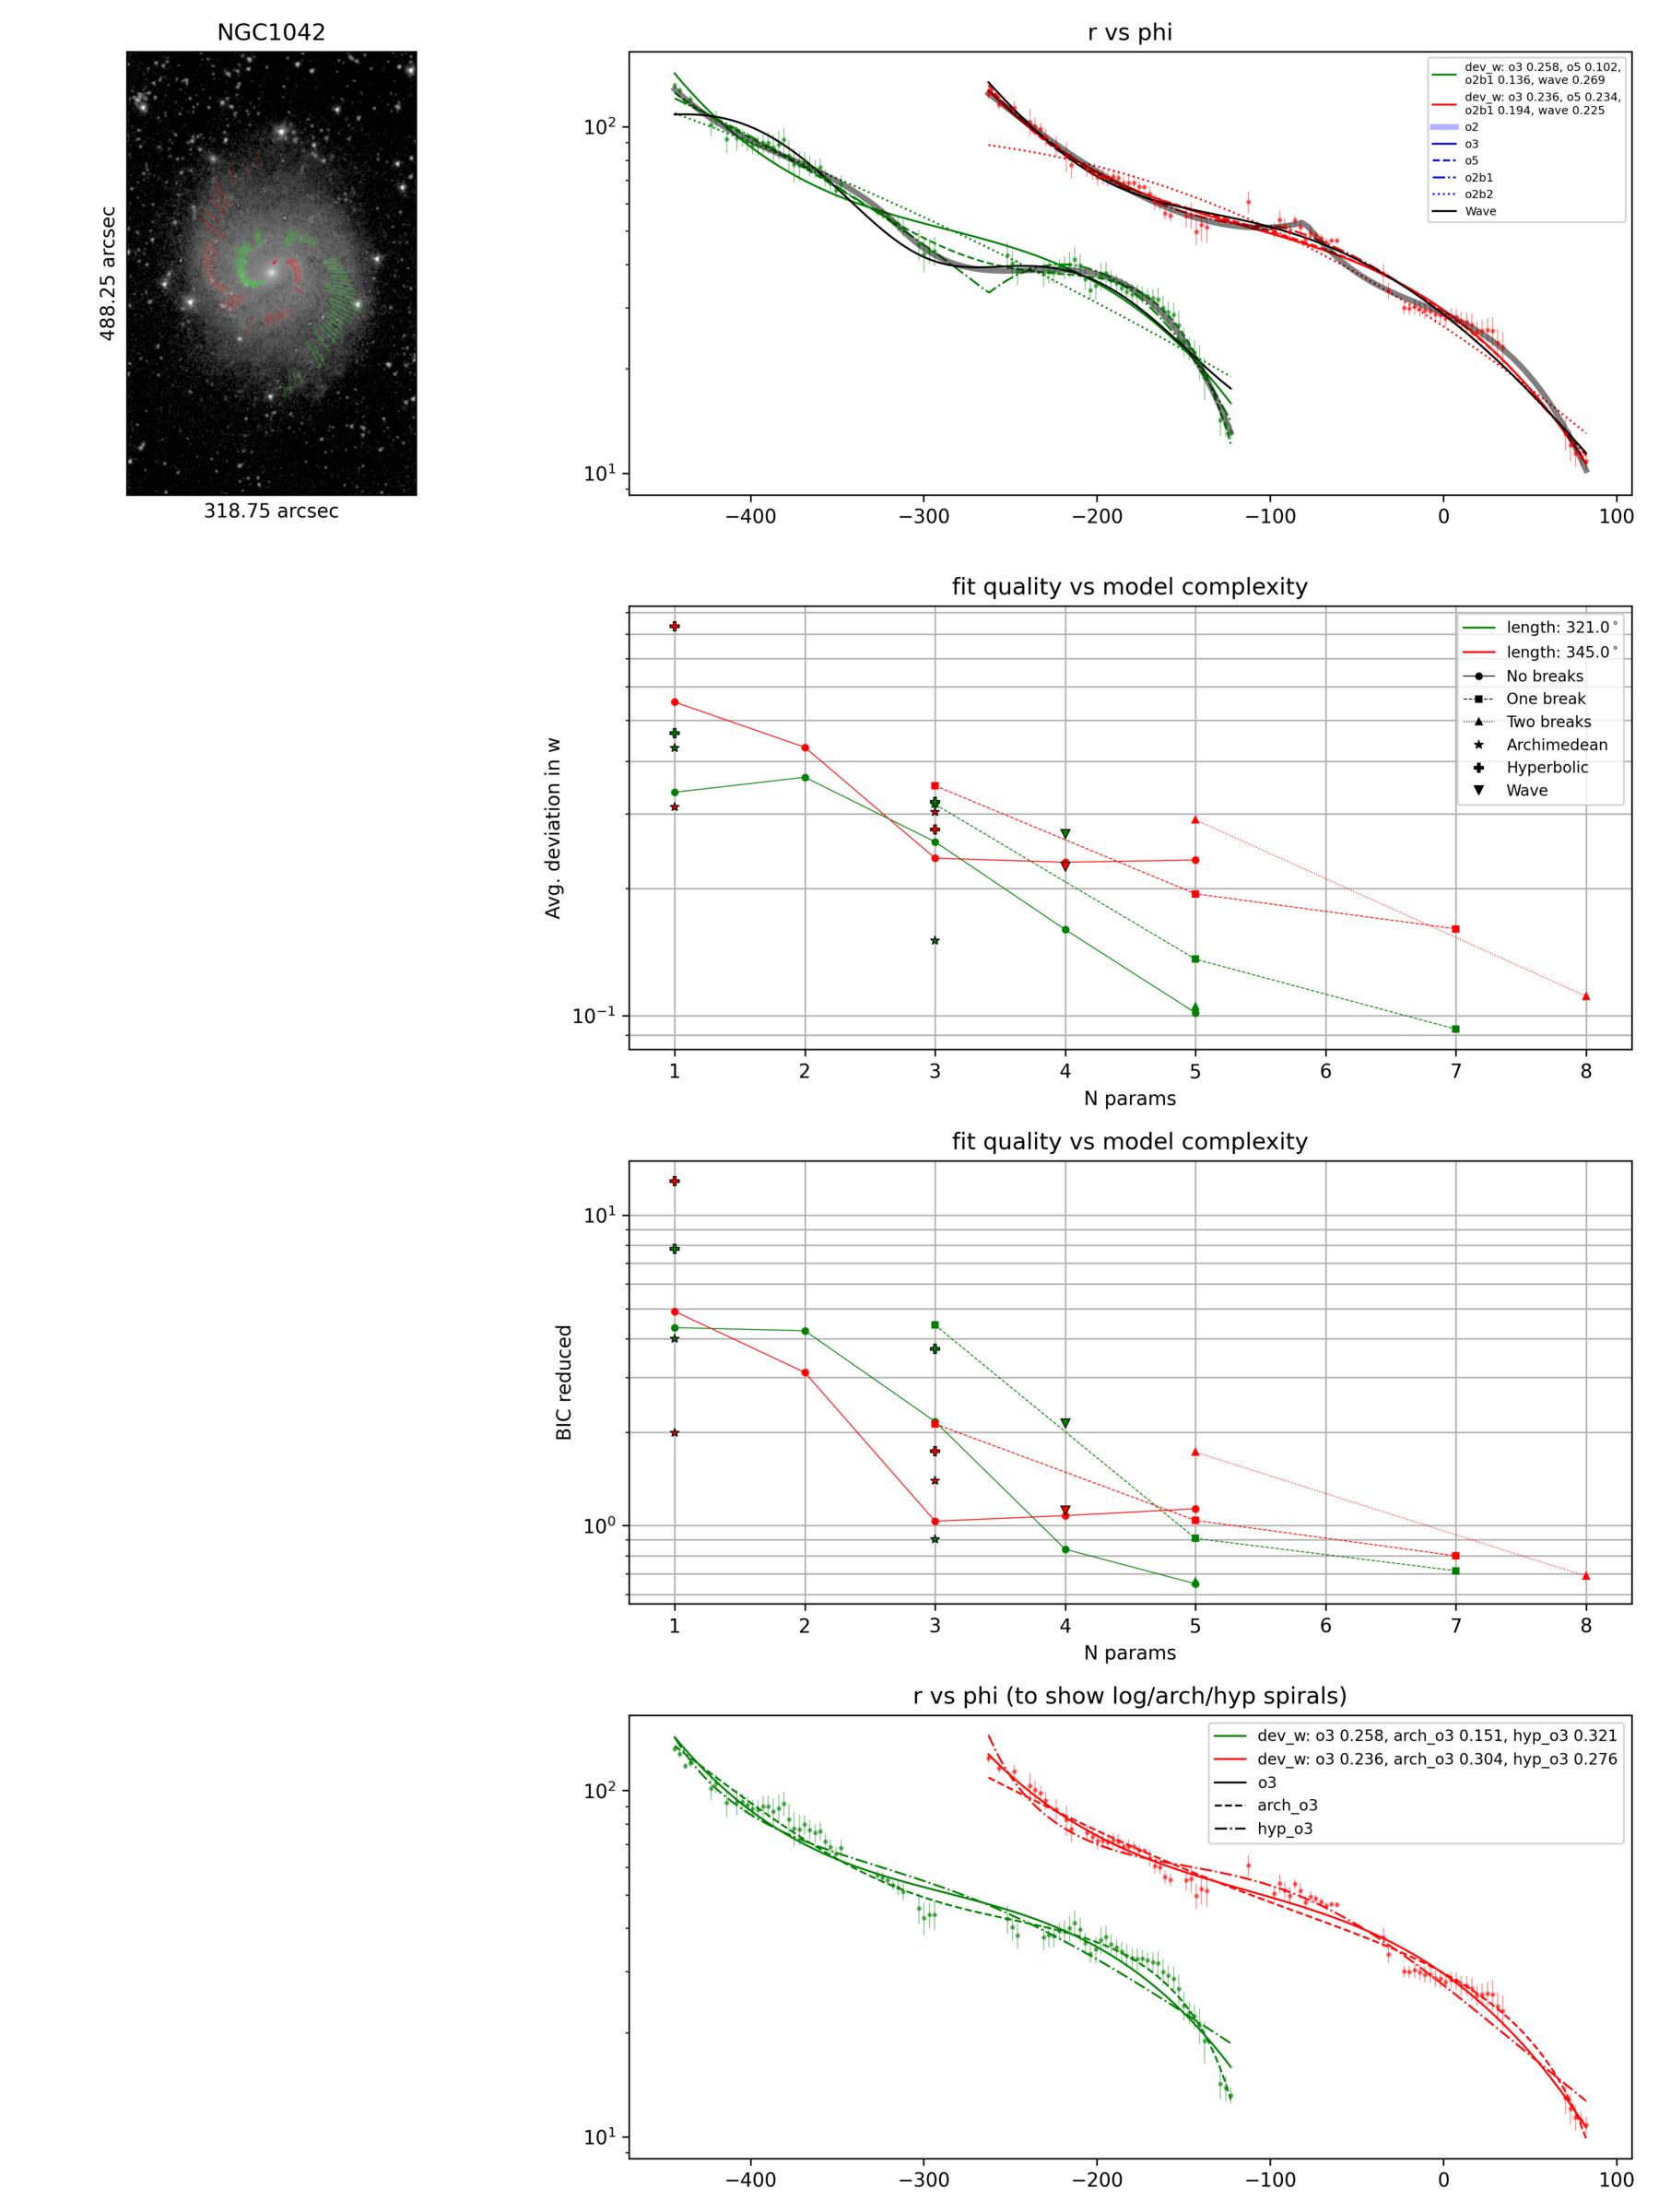 NGC1042
488.25 arcsec
318.75 arcsec
r vs phi
10²
10¹
−400
−300
−200
−100
0
100
dev_w: o3 0.258, o5 0.102,
o2b1 0.136, wave 0.269
dev_w: o3 0.236, o5 0.234,
o2b1 0.194, wave 0.225
o2
o3
o5
o2b1
o2b2
Wave
fit quality vs model complexity
Avg. deviation in w
10⁻¹
1
2
3
4
5
6
7
8
N params
length: 321.0°
length: 345.0°
No breaks
One break
Two breaks
Archimedean
Hyperbolic
Wave
fit quality vs model complexity
BIC reduced
10¹
10⁰
1
2
3
4
5
6
7
8
N params
r vs phi (to show log/arch/hyp spirals)
10²
10¹
−400
−300
−200
−100
0
100
dev_w: o3 0.258, arch_o3 0.151, hyp_o3 0.321
dev_w: o3 0.236, arch_o3 0.304, hyp_o3 0.276
o3
arch_o3
hyp_o3